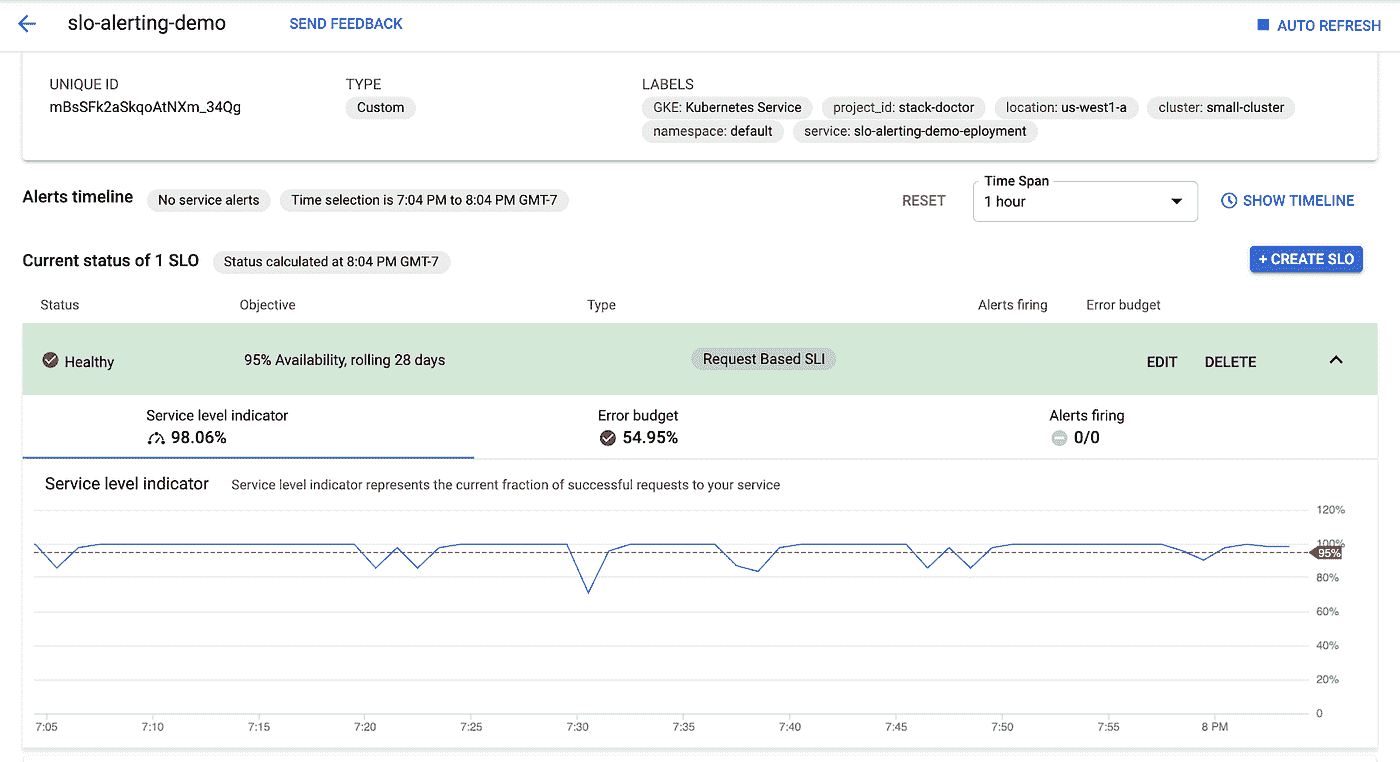 slo-alerting-demo SEND FEEDBACK AUTO REFRESH
UNIQUE ID TYPE LABELS
mBsSFk2aSkqoAtNXm_34Qg Custom GKE: Kubernetes Service project_id: stack-doctor location: us-west1-a cluster: small-cluster
namespace: default service: slo-alerting-demo-eployment
Alerts timeline No service alerts Time selection is 7:04 PM to 8:04 PM GMT-7 RESET Time Span 1 hour SHOW TIMELINE
Current status of 1 SLO Status calculated at 8:04 PM GMT-7 + CREATE SLO
Status Objective Type Alerts firing Error budget
Healthy 95% Availability, rolling 28 days Request Based SLI EDIT DELETE
Service level indicator Error budget Alerts firing
98.06% 54.95% 0/0
Service level indicator Service level indicator represents the current fraction of successful requests to your service
120%
100%
95%
80%
60%
40%
20%
0
7:05 7:10 7:15 7:20 7:25 7:30 7:35 7:40 7:45 7:50 7:55 8 PM